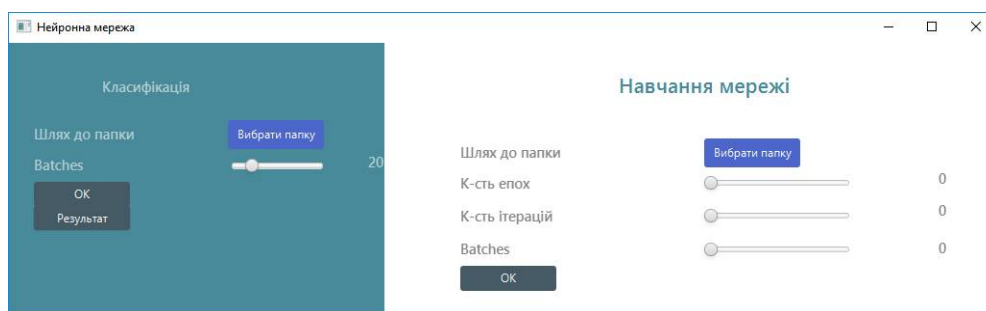 Нейронна мережа
Класифікація
Шлях до папки
Вибрати папку
Batches
20
OK
Результат
Навчання мережі
Шлях до папки
Вибрати папку
К-сть епох
0
К-сть ітерацій
0
Batches
0
OK